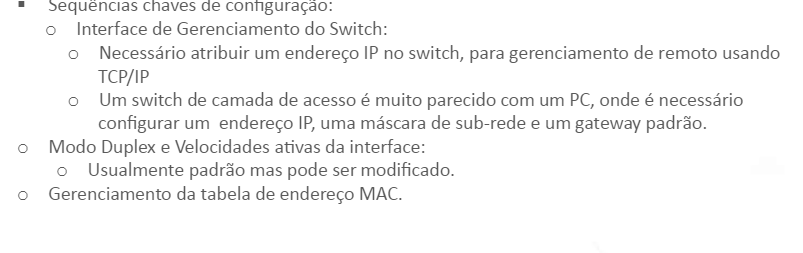 ▪ Sequências chaves de configuração:
o Interface de Gerenciamento do Switch:
o Necessário atribuir um endereço IP no switch, para gerenciamento de remoto usando
TCP/IP
o Um switch de camada de acesso é muito parecido com um PC, onde é necessário
configurar um endereço IP, uma máscara de sub-rede e um gateway padrão.
o Modo Duplex e Velocidades ativas da interface:
o Usualmente padrão mas pode ser modificado.
o Gerenciamento da tabela de endereço MAC.